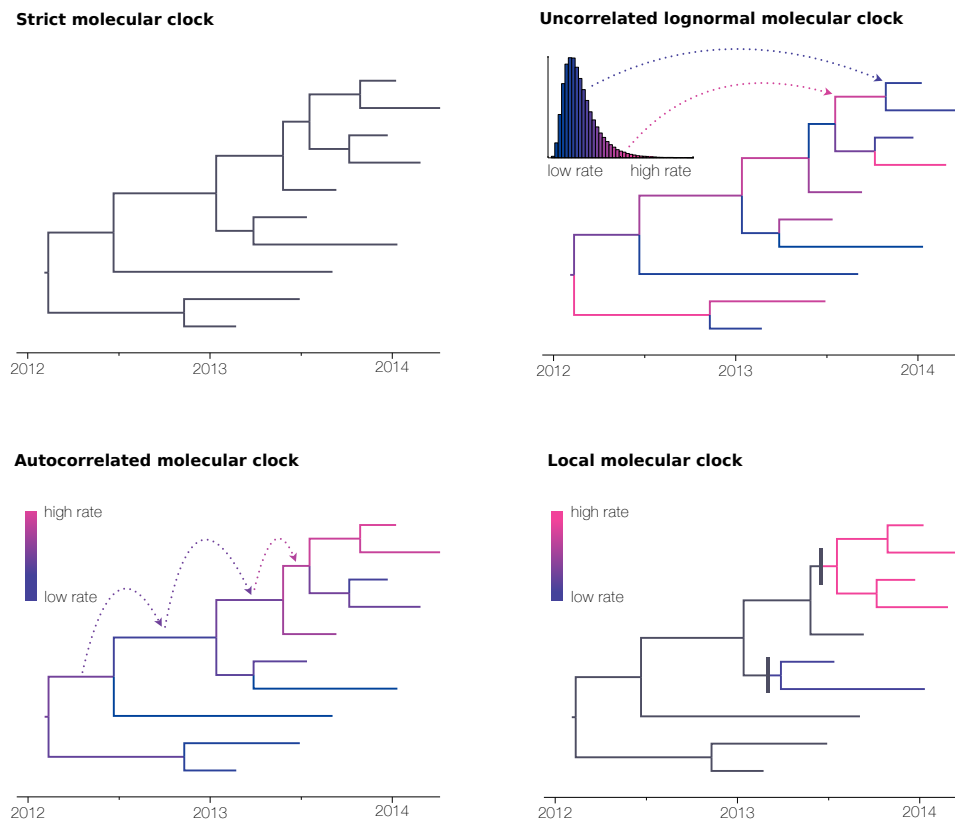 Strict molecular clock
2012
2013
2014
Uncorrelated lognormal molecular clock
low rate
high rate
2012
2013
2014
Autocorrelated molecular clock
high rate
low rate
2012
2013
2014
Local molecular clock
high rate
low rate
2012
2013
2014